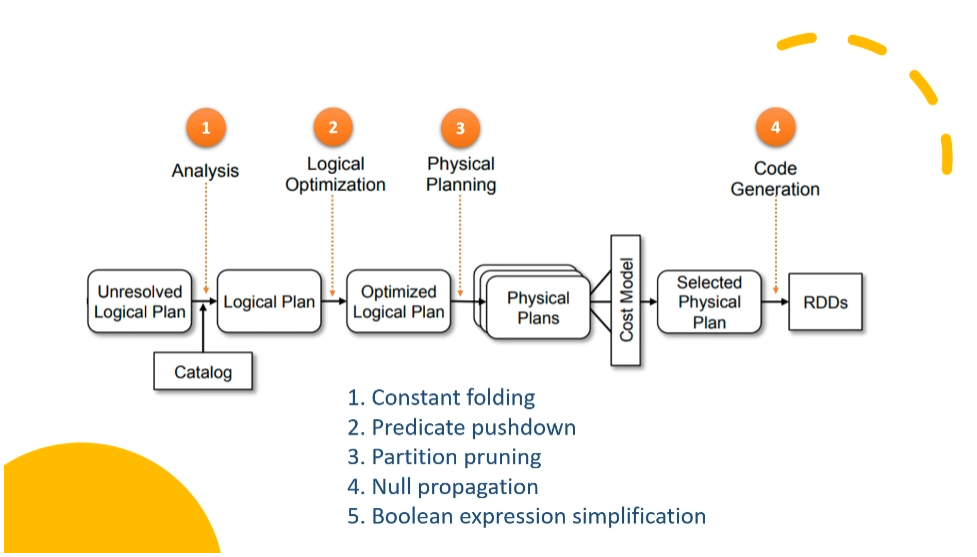 1
2
3
4
Analysis
Logical
Optimization
Physical
Planning
Code
Generation
Unresolved
Logical Plan
Logical Plan
Optimized
Logical Plan
Physical
Plans
Cost Model
Selected
Physical
Plan
RDDs
Catalog
1. Constant folding
2. Predicate pushdown
3. Partition pruning
4. Null propagation
5. Boolean expression simplification